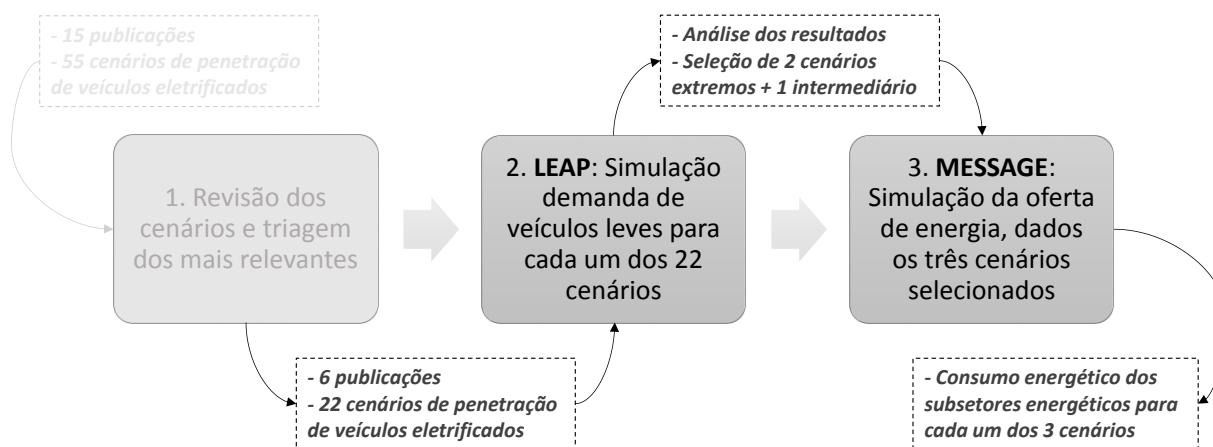 - 15 publicações
- 55 cenários de penetração
de veículos eletrificados
1. Revisão dos
cenários e triagem
dos mais relevantes
- 6 publicações
- 22 cenários de penetração
de veículos eletrificados
2. LEAP: Simulação
demanda de
veículos leves para
cada um dos 22
cenários
- Análise dos resultados
- Seleção de 2 cenários
extremos + 1 intermediário
3. MESSAGE:
Simulação da oferta
de energia, dados
os três cenários
selecionados
- Consumo energético dos
subsetores energéticos para
cada um dos 3 cenários